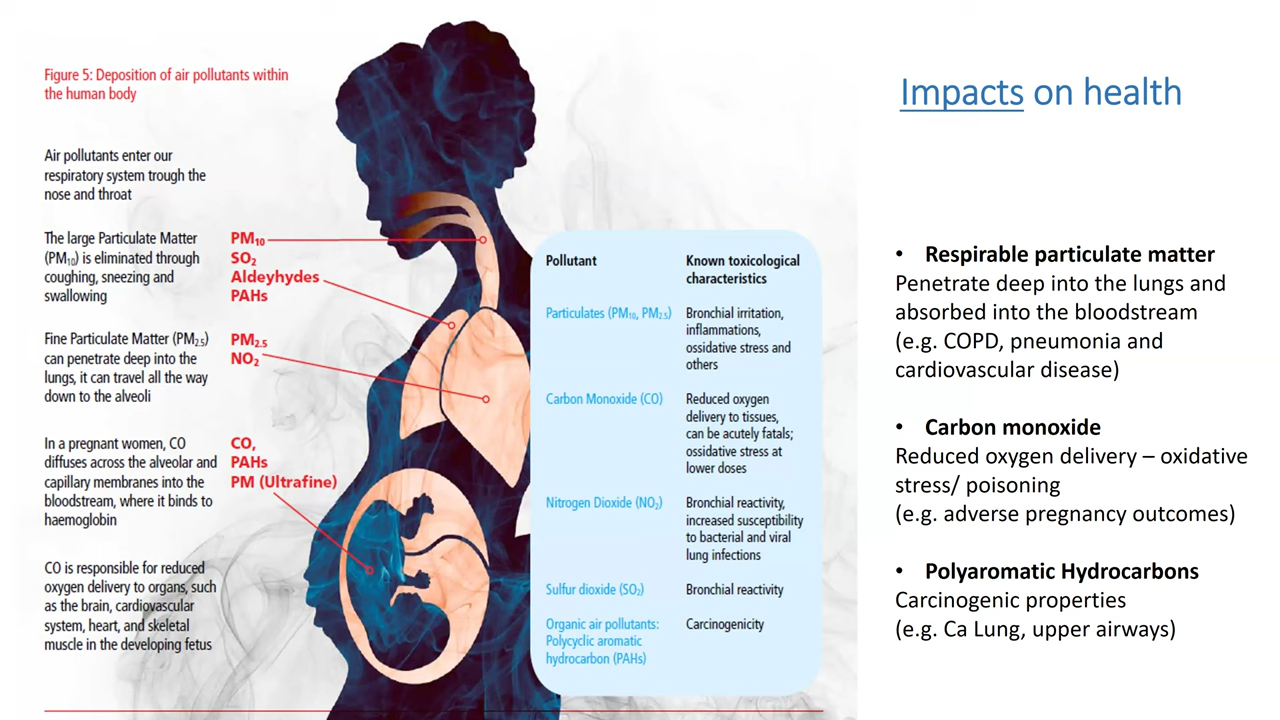 Figure 5: Deposition of air pollutants within
the human body
Air pollutants enter our
respiratory system trough the
nose and throat
The large Particulate Matter
(PM10) is eliminated through
coughing, sneezing and
swallowing
Fine Particulate Matter (PM2.5)
can penetrate deep into the
lungs, it can travel all the way
down to the alveoli
In a pregnant women, CO
diffuses across the alveolar and
capillary membranes into the
bloodstream, where it binds to
haemoglobin
CO is responsible for reduced
oxygen delivery to organs, such
as the brain, cardiovascular
system, heart, and skeletal
muscle in the developing fetus
PM10
SO2
Aldeyhydes
PAHs
PM2.5
NO2
CO,
PAHs
PM (Ultrafine)
Pollutant
Known toxicological
characteristics
Particulates (PM10, PM2.5)
Bronchial irritation,
inflammations,
ossidative stress and
others
Carbon Monoxide (CO)
Reduced oxygen
delivery to tissues,
can be acutely fatals;
ossidative stress at
lower doses
Nitrogen Dioxide (NO2)
Bronchial reactivity,
increased susceptibility
to bacterial and viral
lung infections
Sulfur dioxide (SO2)
Bronchial reactivity
Organic air pollutants:
Polycyclic aromatic
hydrocarbon (PAHs)
Carcinogenicity
Impacts on health
• Respirable particulate matter
Penetrate deep into the lungs and
absorbed into the bloodstream
(e.g. COPD, pneumonia and
cardiovascular disease)
• Carbon monoxide
Reduced oxygen delivery – oxidative
stress/ poisoning
(e.g. adverse pregnancy outcomes)
• Polyaromatic Hydrocarbons
Carcinogenic properties
(e.g. Ca Lung, upper airways)